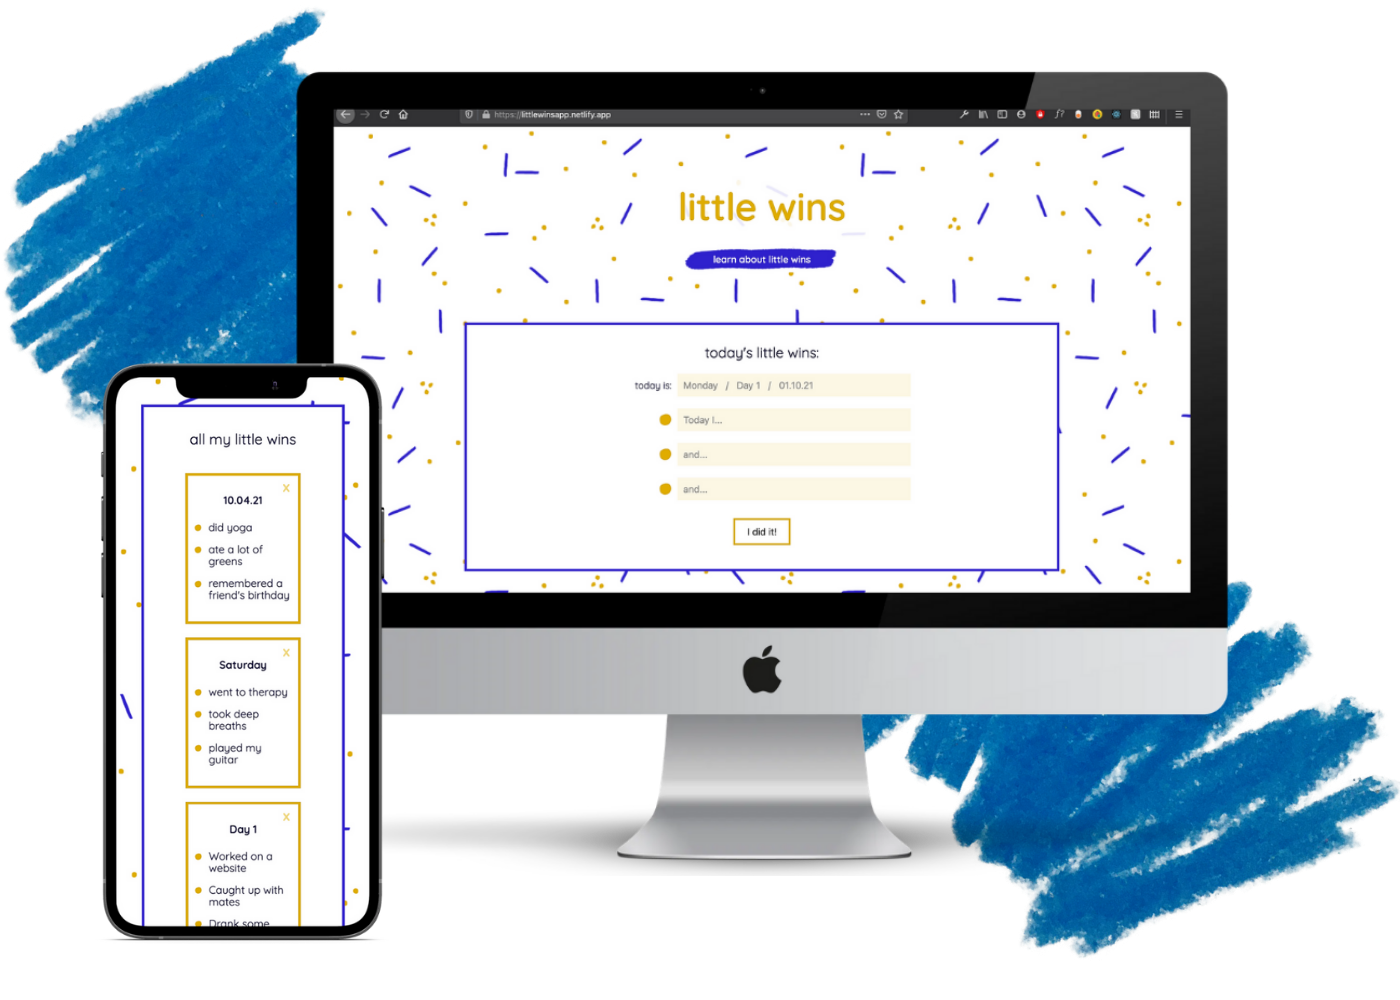 https://littlewinsapp.netlify.app
little wins
learn about little wins
today's little wins:
today is: Monday / Day 1 / 01.10.21
Today I...
and...
and...
I did it!
all my little wins
x
10.04.21
did yoga
ate a lot of
greens
remembered a
friend's birthday
x
Saturday
went to therapy
took deep
breaths
played my
guitar
x
Day 1
Worked on a
website
Caught up with
mates
Drank some